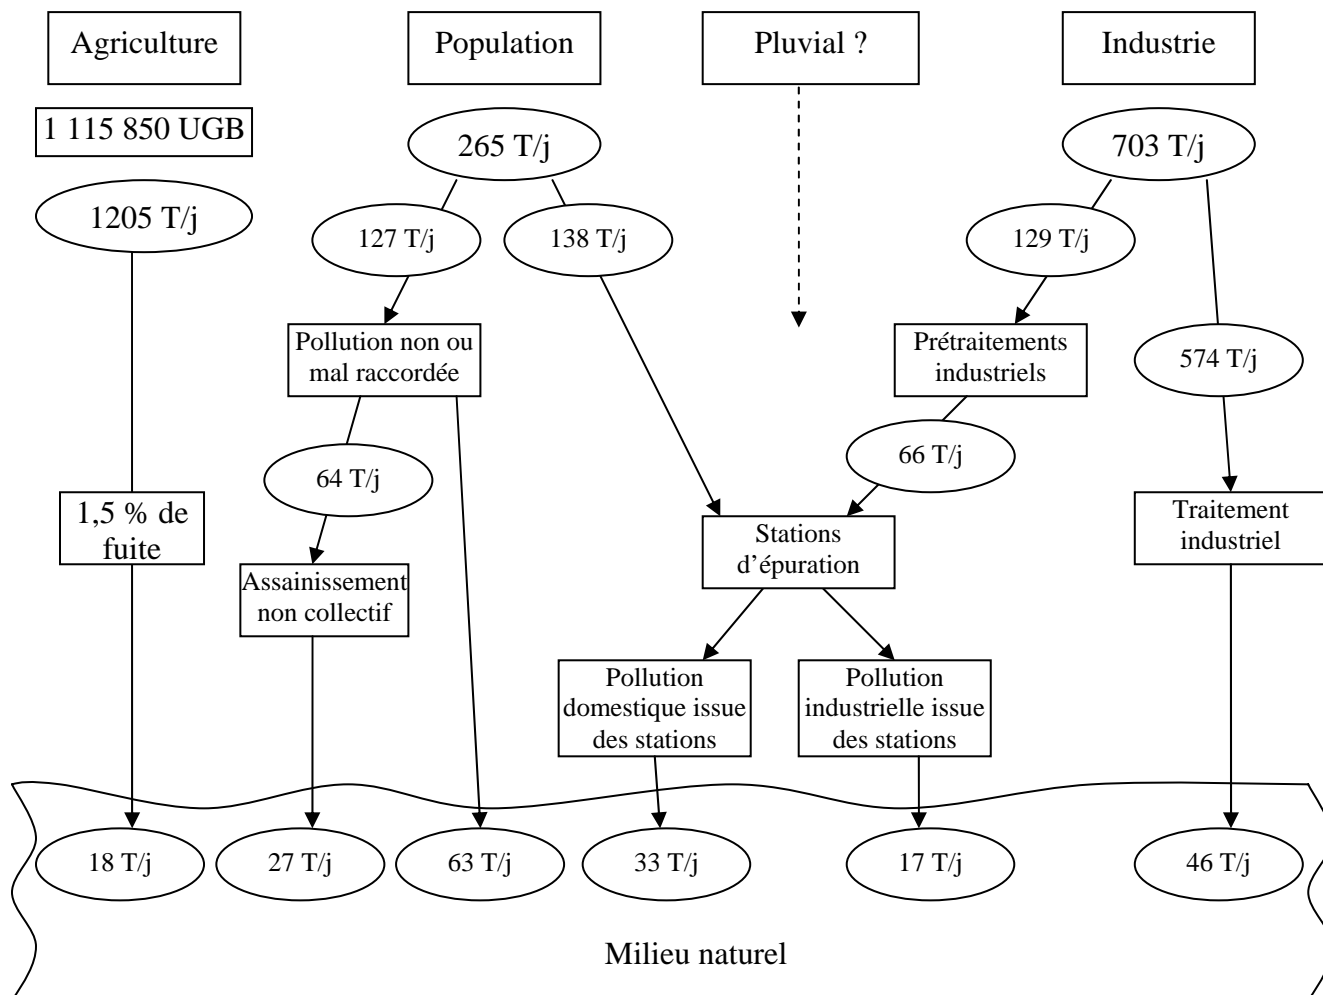 Agriculture
Population
Pluvial ?
Industrie
1 115 850 UGB
265 T/j
703 T/j
1205 T/j
127 T/j
138 T/j
129 T/j
Pollution non ou
mal raccordée
Prétraitements
industriels
574 T/j
64 T/j
66 T/j
1,5 % de
fuite
Stations
d’épuration
Traitement
industriel
Assainissement
non collectif
Pollution
domestique issue
des stations
Pollution
industrielle issue
des stations
18 T/j
27 T/j
63 T/j
33 T/j
17 T/j
46 T/j
Milieu naturel